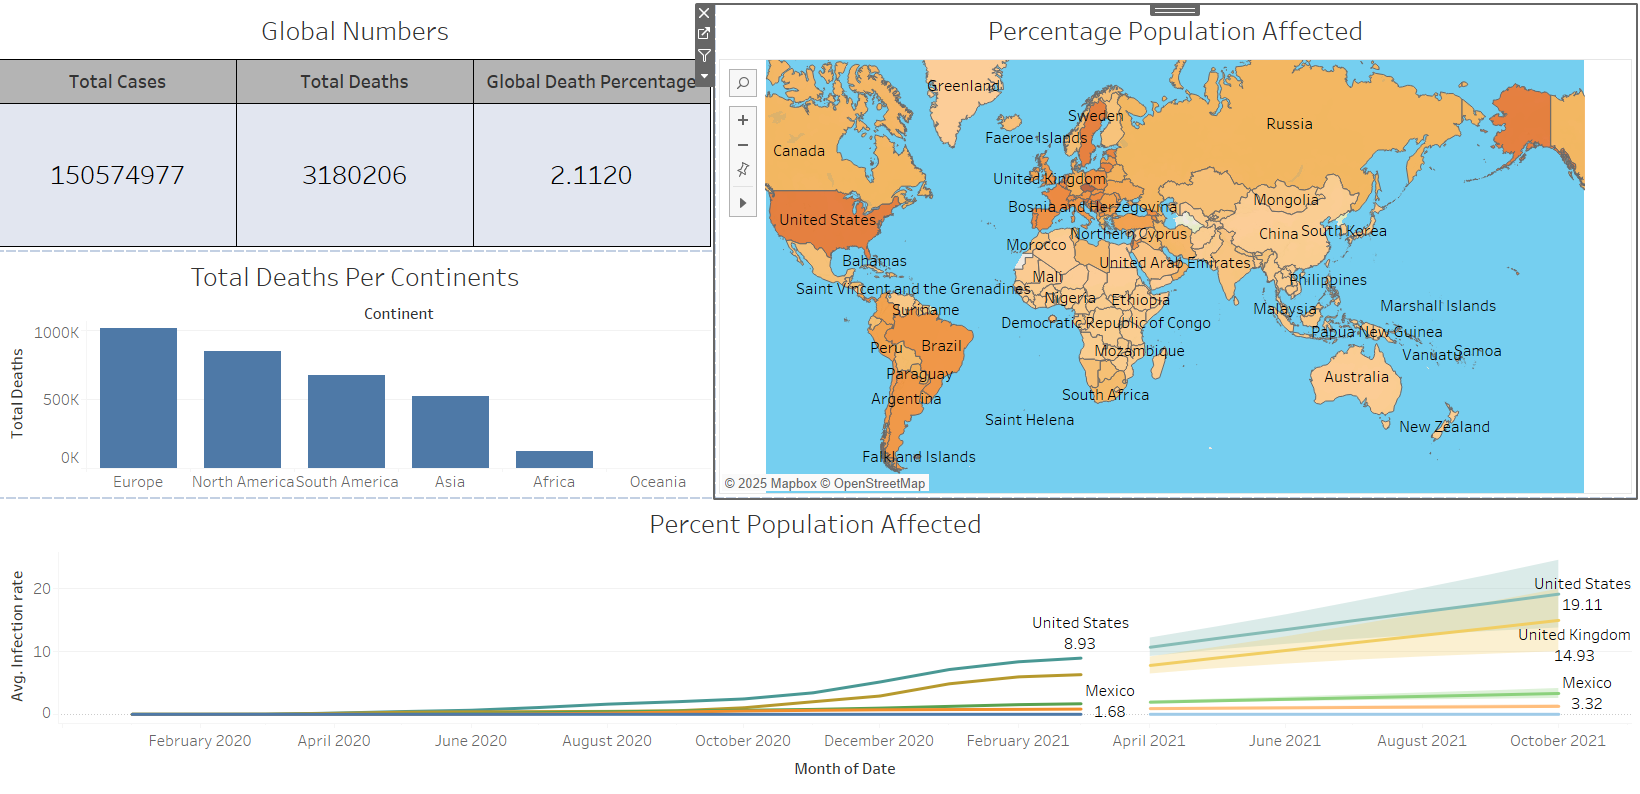 Global Numbers
Total Cases
Total Deaths
Global Death Percentage
150574977
3180206
2.1120
Total Deaths Per Continents
Continent
Total Deaths
1000K
500K
0K
Europe
North America
South America
Asia
Africa
Oceania
Percentage Population Affected
Greenland
Sweden
Faeroe Islands
Russia
Canada
United Kingdom
Mongolia
Bosnia and Herzegovina
United States
South Korea
China
Northern Cyprus
Morocco
Bahamas
United Arab Emirates
Mali
Philippines
Saint Vincent and the Grenadines
Nigeria
Ethiopia
Marshall Islands
Suriname
Malaysia
Democratic Republic of Congo
Papua New Guinea
Peru
Brazil
Mozambique
Vanuatu
Samoa
Paraguay
Australia
Argentina
South Africa
Saint Helena
New Zealand
Falkland Islands
© 2025 Mapbox © OpenStreetMap
Percent Population Affected
Avg. Infection rate
20
10
0
United States
8.93
Mexico
1.68
United States
19.11
United Kingdom
14.93
Mexico
3.32
February 2020
April 2020
June 2020
August 2020
October 2020
December 2020
February 2021
April 2021
June 2021
August 2021
October 2021
Month of Date